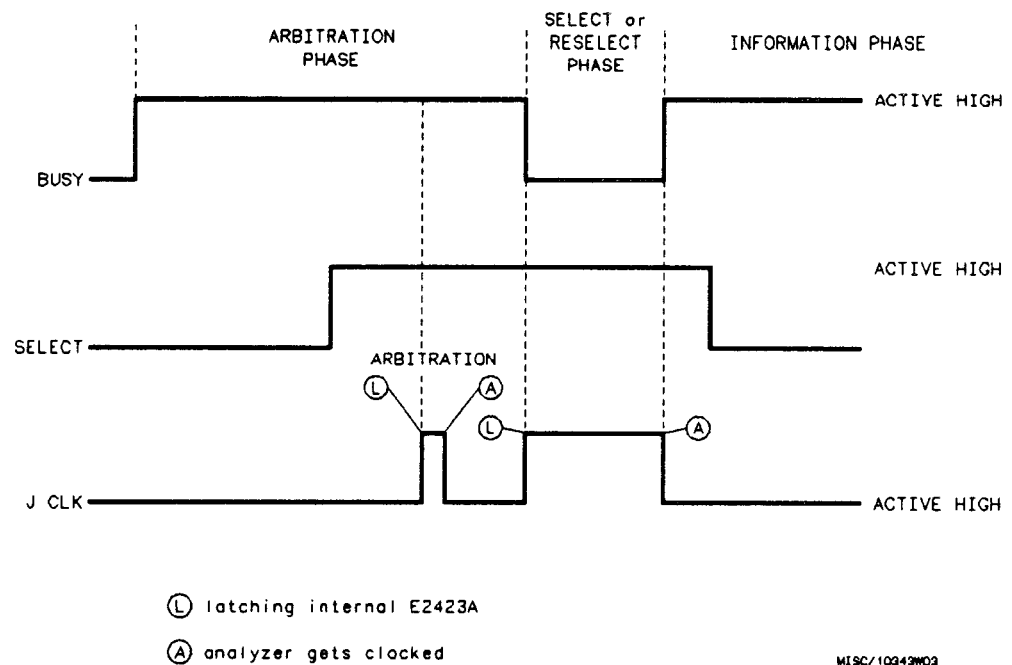 ARBITRATION
PHASE
SELECT or
RESELECT
PHASE
INFORMATION PHASE
ACTIVE HIGH
BUSY
ACTIVE HIGH
SELECT
ARBITRATION
L
A
L
A
J CLK
ACTIVE HIGH
L latching internal E2423A
A analyzer gets clocked
MISC/10343W03